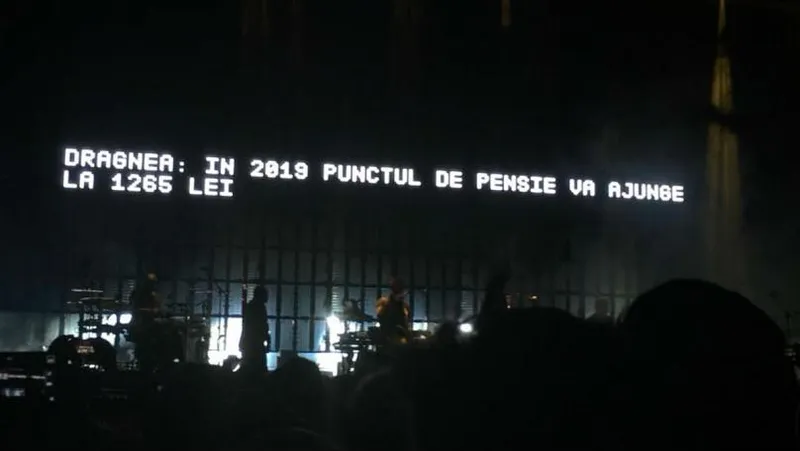 DRAGNEA: IN 2019 PUNCTUL DE PENSIE VA AJUNGE
LA 1265 LEI